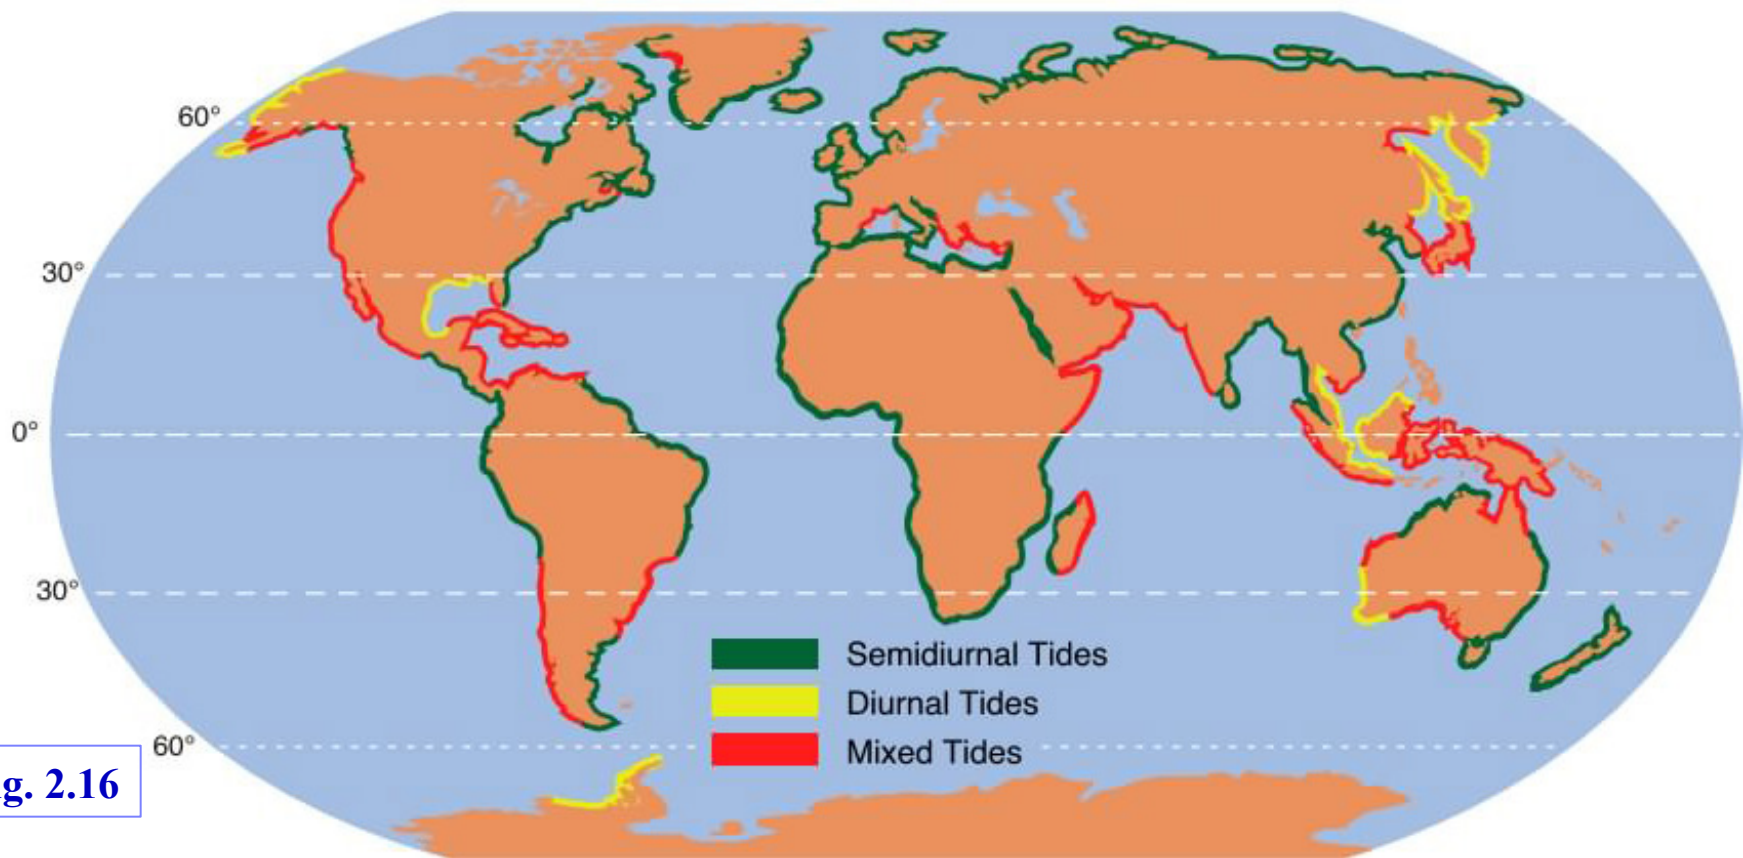 60°
30°
0°
30°
Semidiurnal Tides
Diurnal Tides
Mixed Tides
60°
g. 2.16